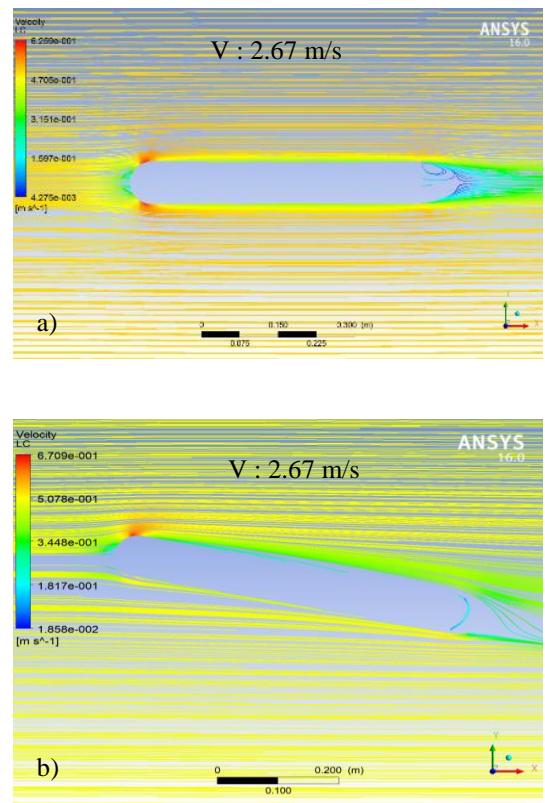 Velocity
LC
6.259e-001
4.705e-001
3.151e-001
1.597e-001
4.275e-003
[m s^-1]
V : 2.67 m/s
ANSYS
16.0
a)
0 0.150 0.300 (m)
0.075 0.225
Y
X
Velocity
LC
6.709e-001
5.078e-001
3.448e-001
1.817e-001
1.858e-002
[m s^-1]
V : 2.67 m/s
ANSYS
16.0
b)
0 0.200 (m)
0.100
Y
Z
X